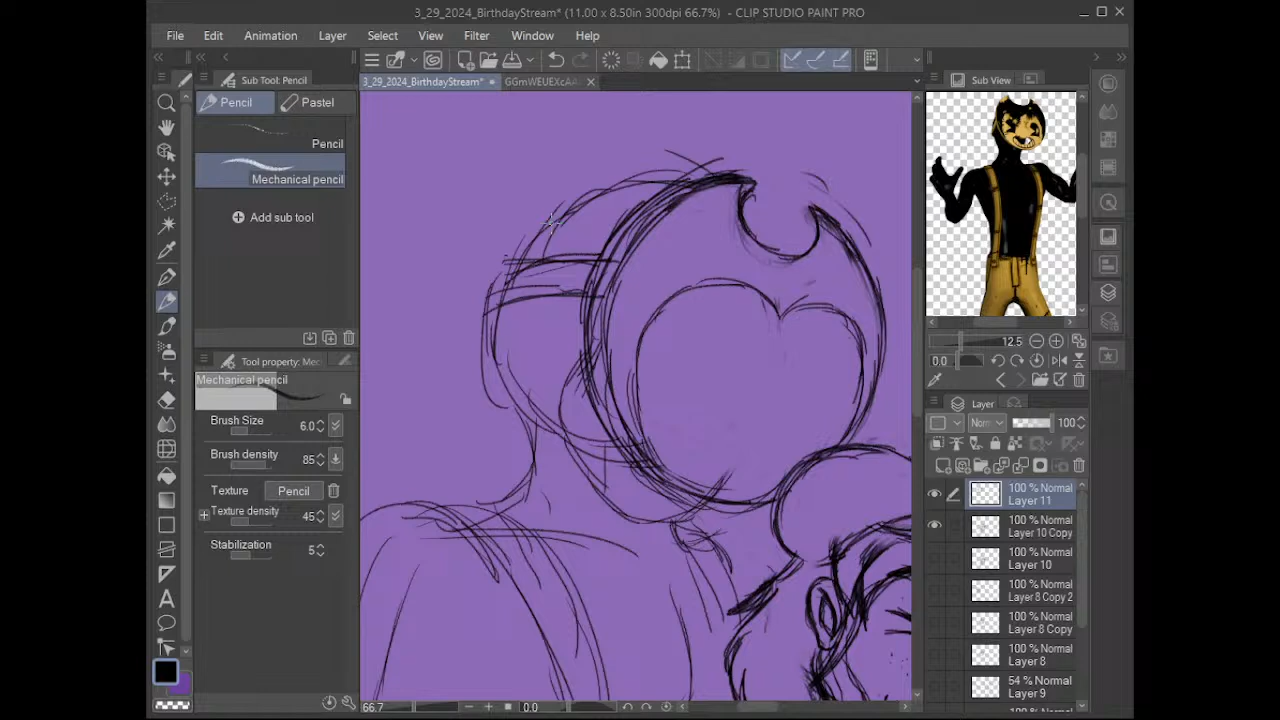 3_29_2024_BirthdayStream* (11.00 x 8.50in 300dpi 66.7%) - CLIP STUDIO PAINT PRO
File Edit Animation Layer Select View Filter Window Help
Sub Tool: Pencil
3_29_2024_BirthdayStream*
Sub View
Pencil Pastel
Pencil
Mechanical pencil
Add sub tool
12.5
0.0
Tool property: Mec
Mechanical pencil
Layer
Brush Size 6.0
Norm 100
Brush density 85
Texture Pencil
100 % Normal
Layer 11
Texture density 45
100 % Normal
Layer 10 Copy
Stabilization 5
100 % Normal
Layer 10
100 % Normal
Layer 8 Copy 2
100 % Normal
Layer 8 Copy
100 % Normal
Layer 8
54 % Normal
Layer 9
66.7 0.0